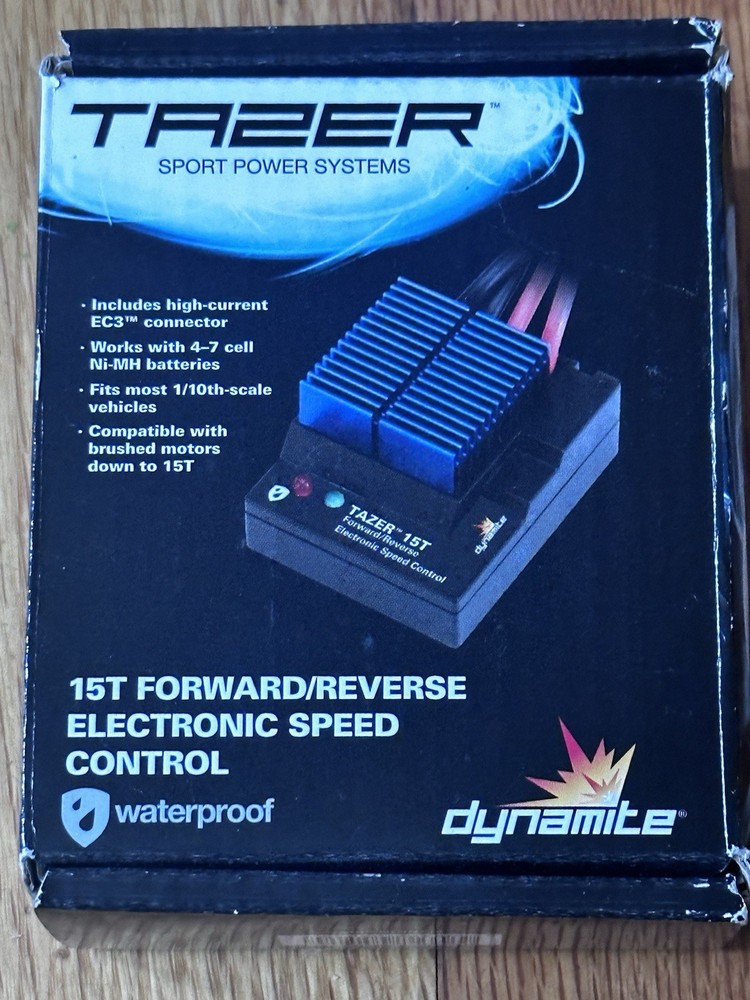 TAZER™
SPORT POWER SYSTEMS
· Includes high-current
EC3™ connector
· Works with 4–7 cell
Ni-MH batteries
· Fits most 1/10th-scale
vehicles
· Compatible with
brushed motors
down to 15T
TAZER™ 15T
Forward/Reverse
Electronic Speed Control
dynamite
15T FORWARD/REVERSE
ELECTRONIC SPEED
CONTROL
waterproof
dynamite®